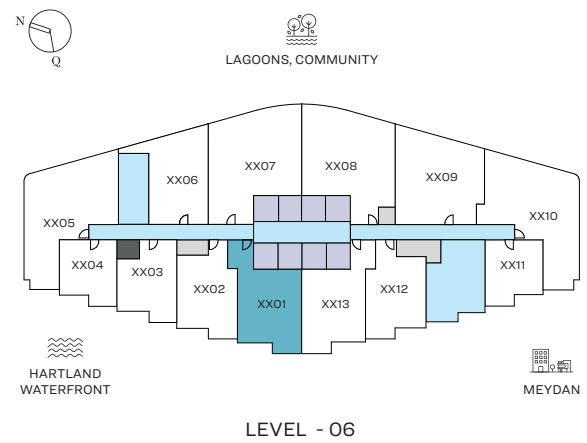 N
Q
LAGOONS, COMMUNITY
XX07
XX08
XX06
XX09
XX05
XX10
XX04
XX03
XX11
XX02
XX12
XX01
XX13
HARTLAND
WATERFRONT
MEYDAN
LEVEL - 06